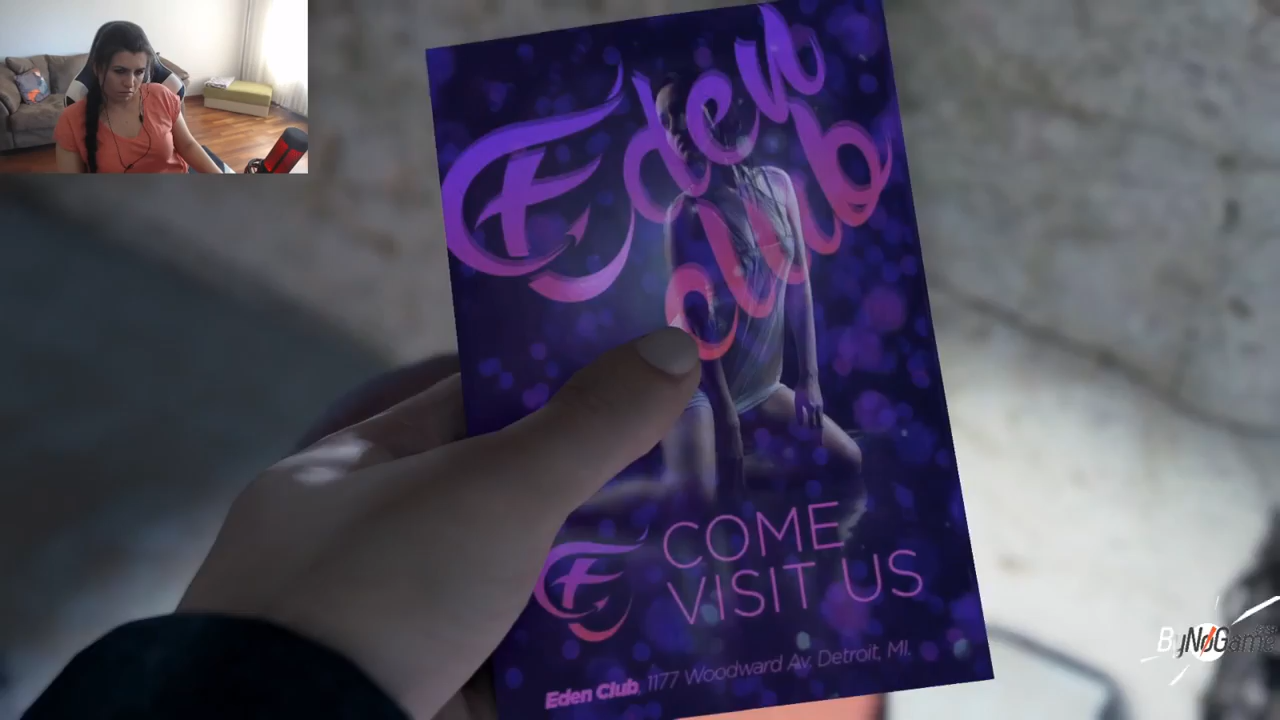 Eden
club
COME
VISIT US
Eden Club, 1177 Woodward Av. Detroit, MI.
ByNoGame